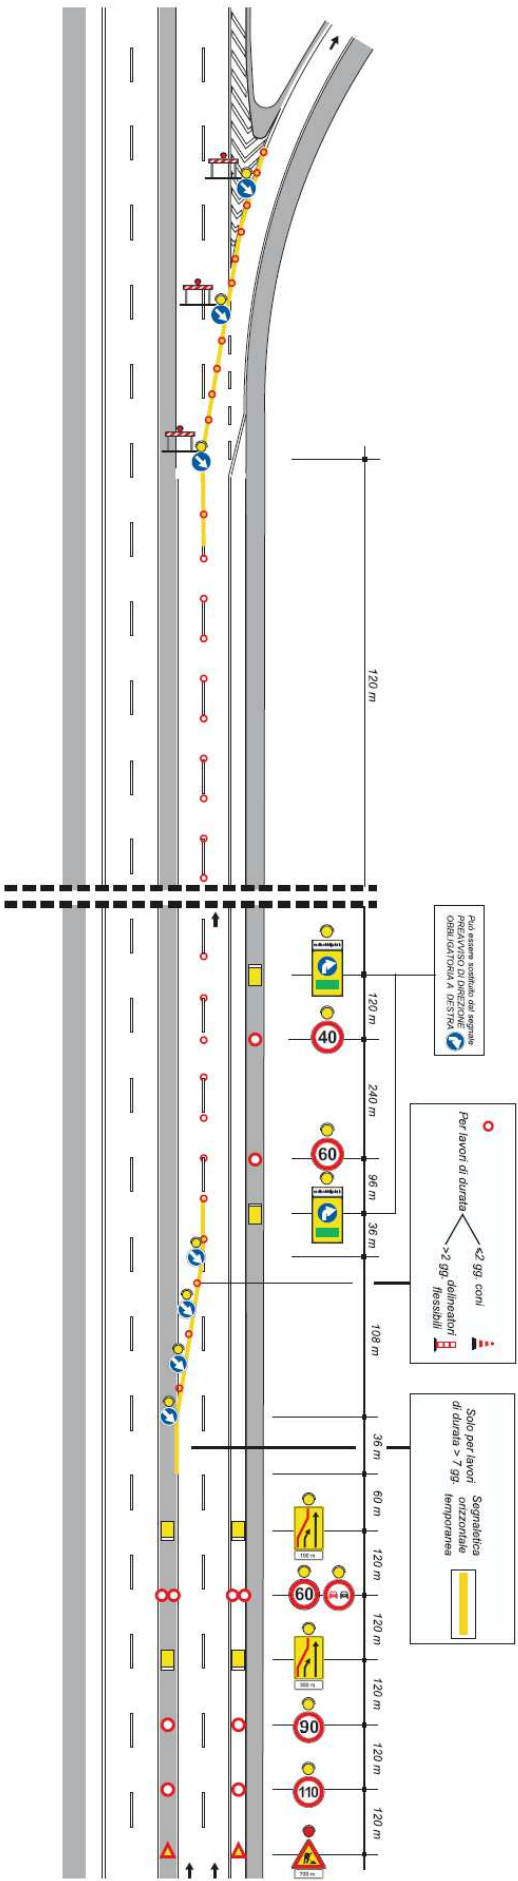 120 m
Può essere sostituito dal segnale
PREAVVISO DI DIREZIONE
OBBLIGATORIA A DESTRA
120 m
40
240 m
60
96 m
36 m
Per lavori di durata
≤2 gg. coni
>2 gg. delineatori
flessibili
108 m
36 m
Solo per lavori
di durata > 7 gg.
Segnaletica
orizzontale
temporanea
60 m
120 m
60
120 m
120 m
90
120 m
110
120 m
700 m